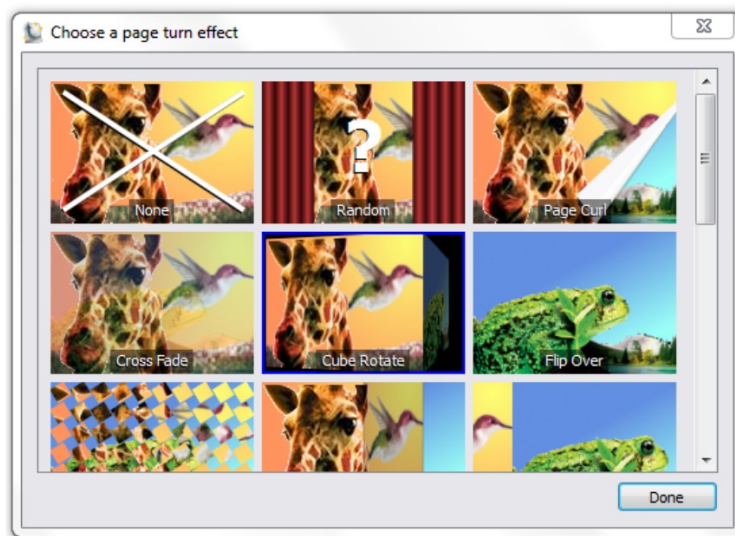 Choose a page turn effect
None
?
Random
Page Curl
Cross Fade
Cube Rotate
Flip Over
Done